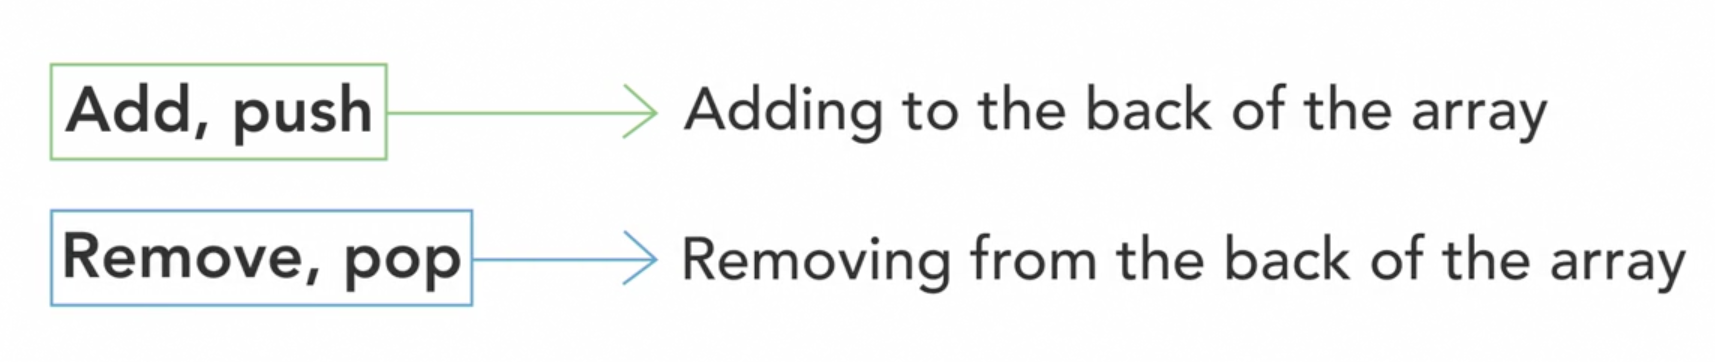 Add, push Adding to the back of the array
Remove, pop Removing from the back of the array